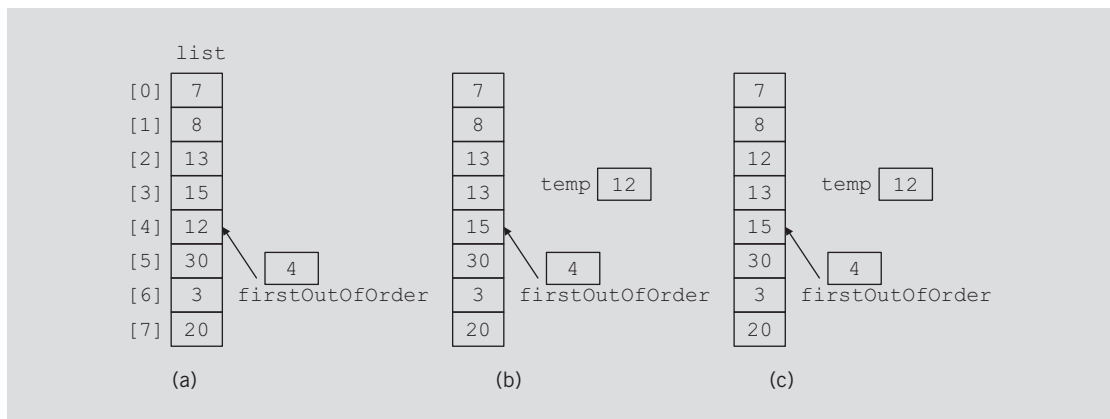 list
[0] 7 7 7
[1] 8 8 8
[2] 13 13 12
[3] 15 13 temp 12 13 temp 12
[4] 12 15 15
[5] 30 4 30 4 30 4
[6] 3 firstOutOfOrder 3 firstOutOfOrder 3 firstOutOfOrder
[7] 20 20 20
(a) (b) (c)